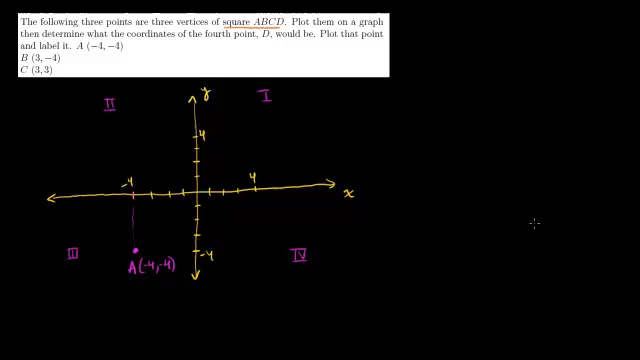 The following three points are three vertices of square ABCD. Plot them on a graph
then determine what the coordinates of the fourth point, D, would be. Plot that point
and label it. A (−4, −4)
B (3, −4)
C (3, 3)
II
y
I
4
-4
4
x
III
A(-4,-4)
-4
IV